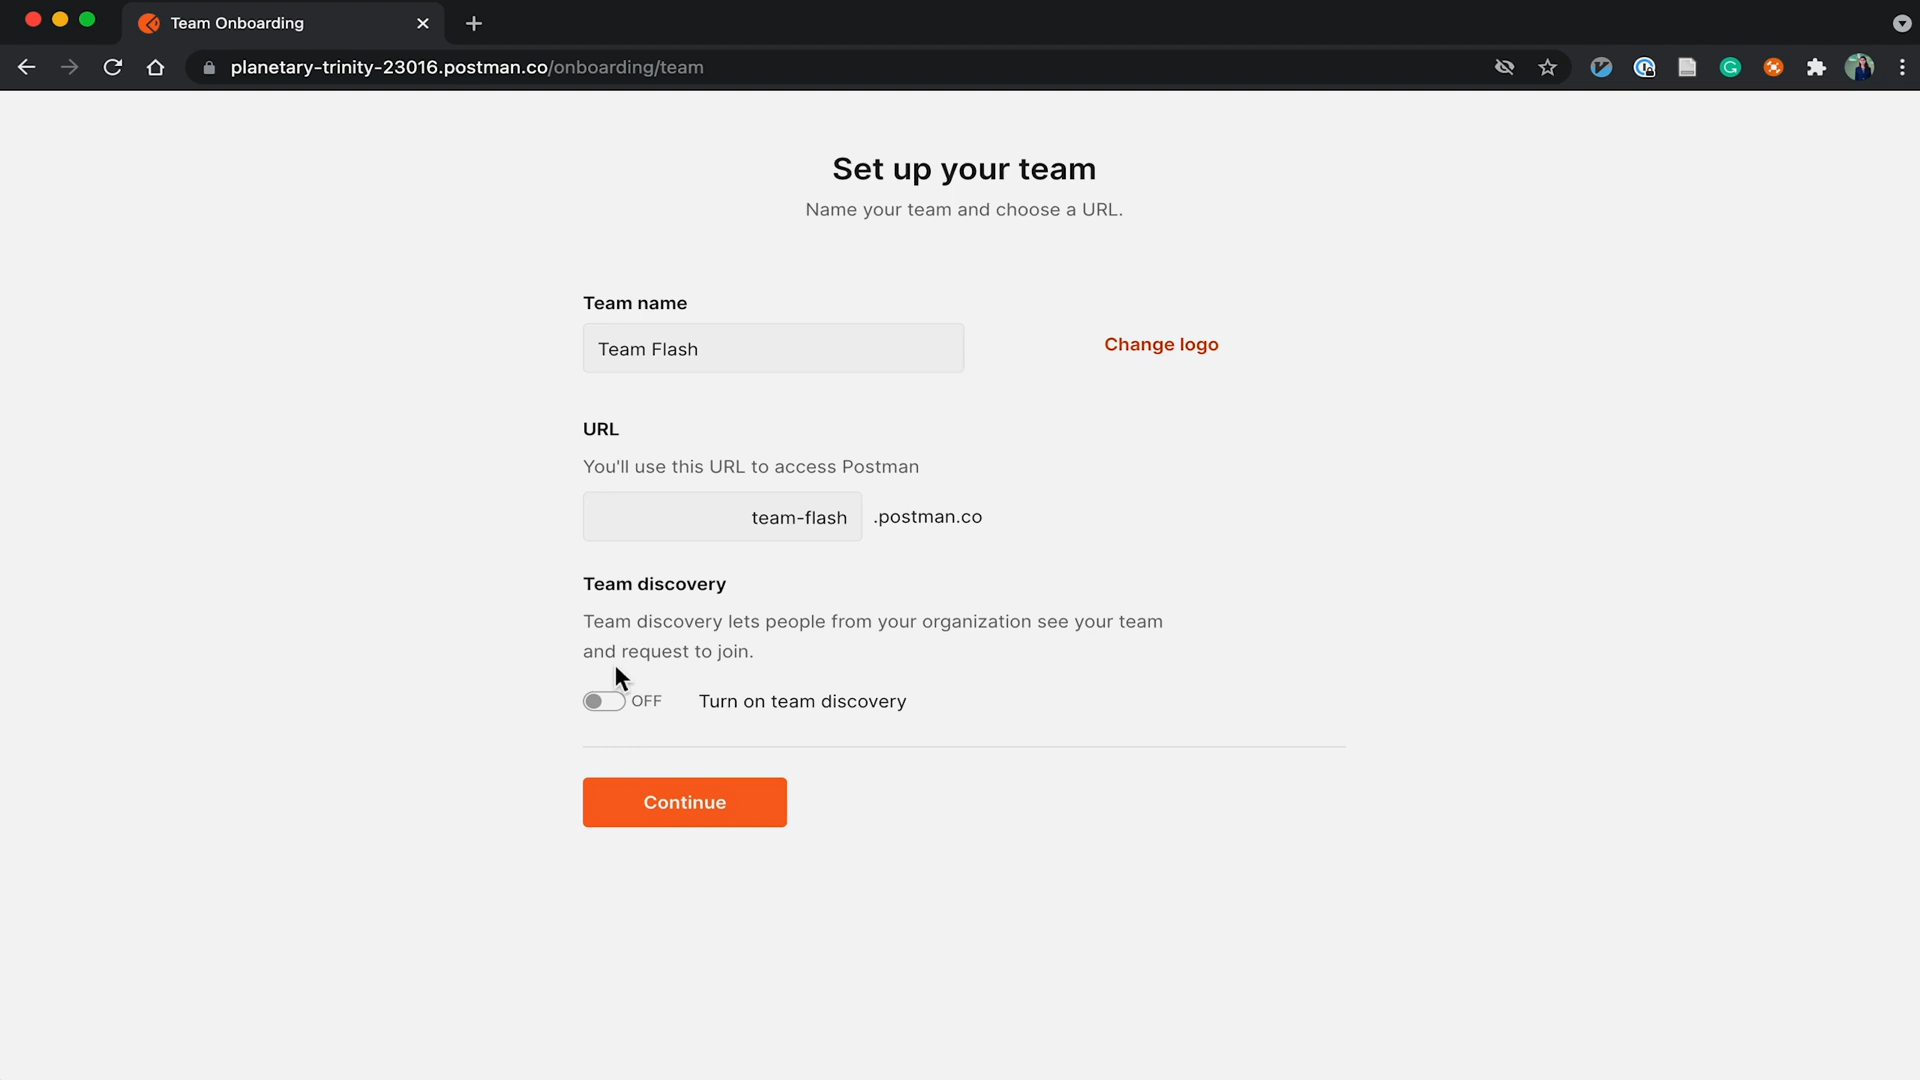 Team Onboarding
planetary-trinity-23016.postman.co/onboarding/team
Set up your team
Name your team and choose a URL.
Team name
Team Flash
Change logo
URL
You'll use this URL to access Postman
team-flash .postman.co
Team discovery
Team discovery lets people from your organization see your team
and request to join.
OFF Turn on team discovery
Continue